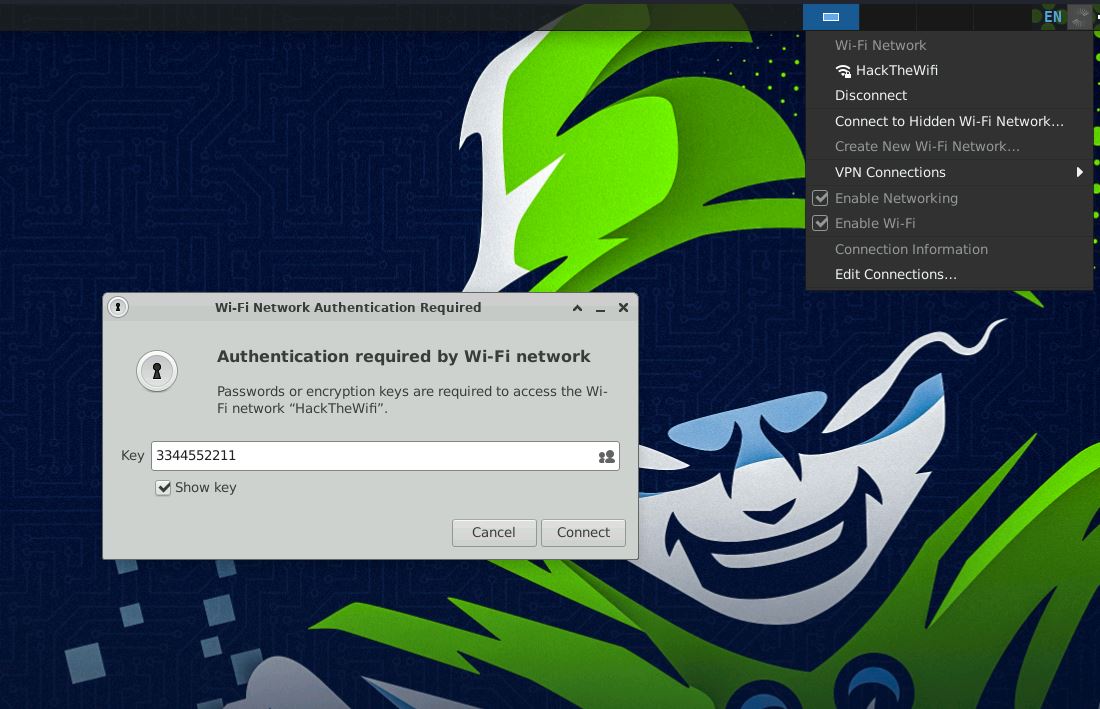 EN
Wi-Fi Network
HackTheWifi
Disconnect
Connect to Hidden Wi-Fi Network…
Create New Wi-Fi Network…
VPN Connections
Enable Networking
Enable Wi-Fi
Connection Information
Edit Connections…
Wi-Fi Network Authentication Required
Authentication required by Wi-Fi network
Passwords or encryption keys are required to access the Wi-
Fi network “HackTheWifi”.
Key 3344552211
Show key
Cancel Connect